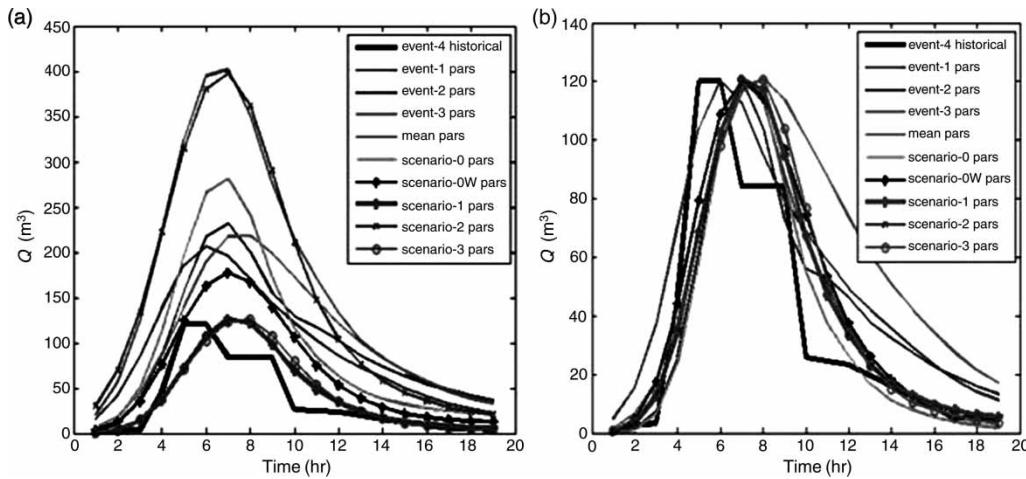 (a)
450
400
350
300
250
200
150
100
50
0
Q (m³)
0 2 4 6 8 10 12 14 16 18 20
Time (hr)
event-4 historical
event-1 pars
event-2 pars
event-3 pars
mean pars
scenario-0 pars
scenario-0W pars
scenario-1 pars
scenario-2 pars
scenario-3 pars
(b)
140
120
100
80
60
40
20
0
Q (m³)
0 2 4 6 8 10 12 14 16 18 20
Time (hr)
event-4 historical
event-1 pars
event-2 pars
event-3 pars
mean pars
scenario-0 pars
scenario-0W pars
scenario-1 pars
scenario-2 pars
scenario-3 pars